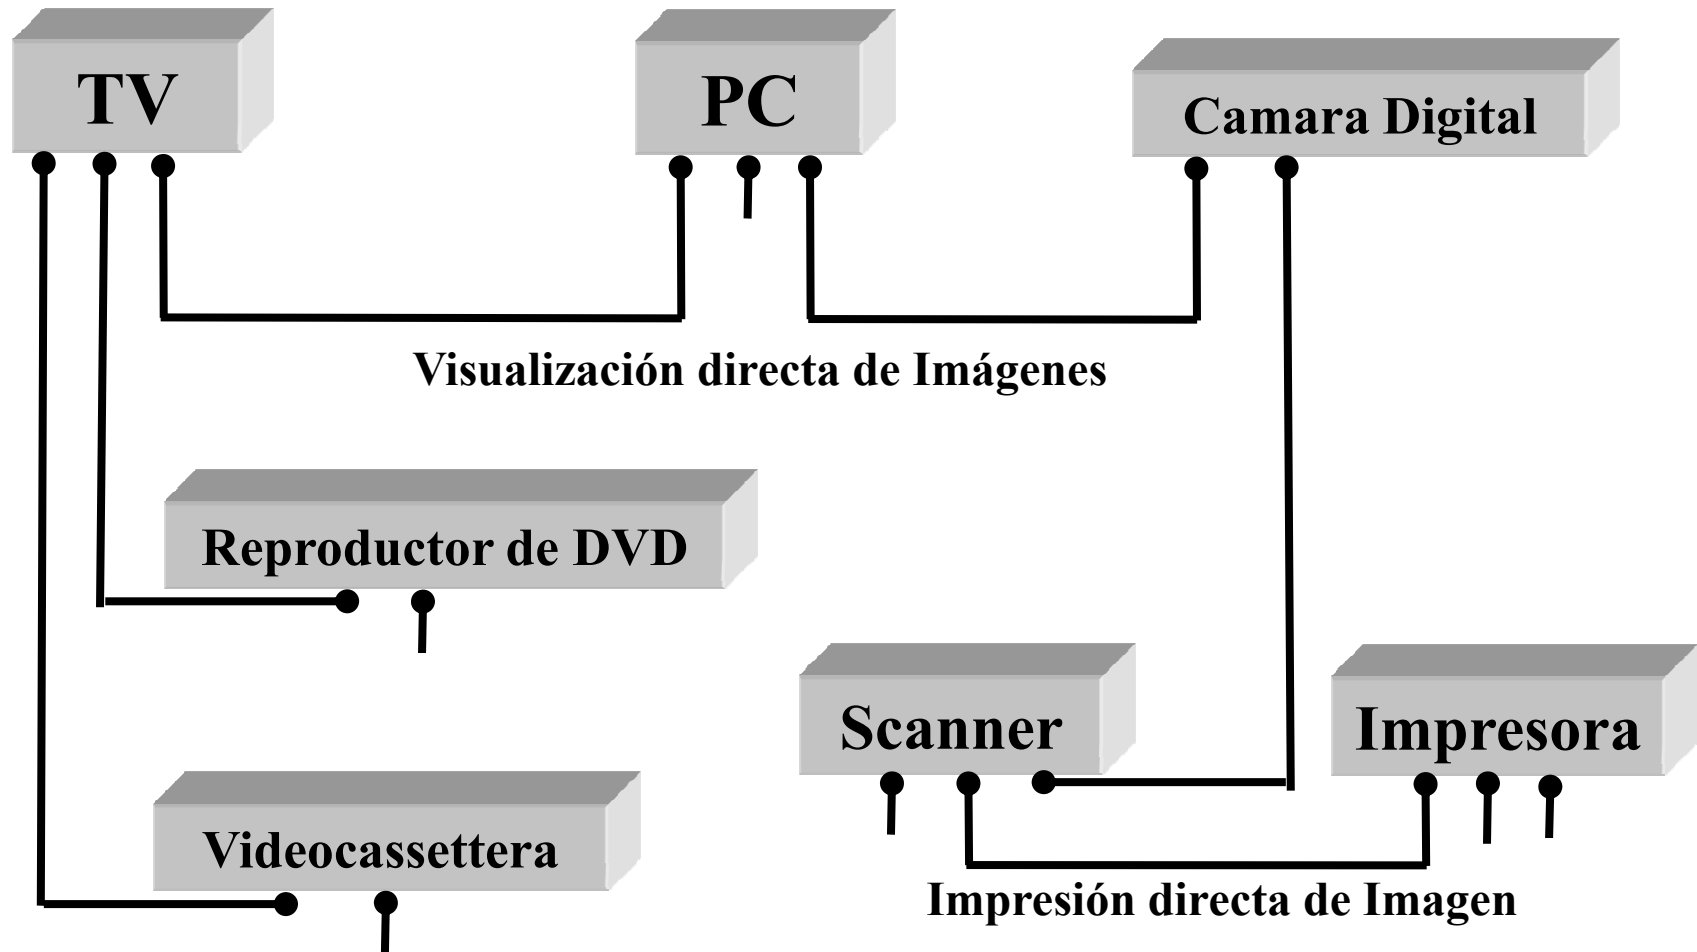 TV
PC
Camara Digital
Visualización directa de Imágenes
Reproductor de DVD
Scanner
Impresora
Videocassettera
Impresión directa de Imagen